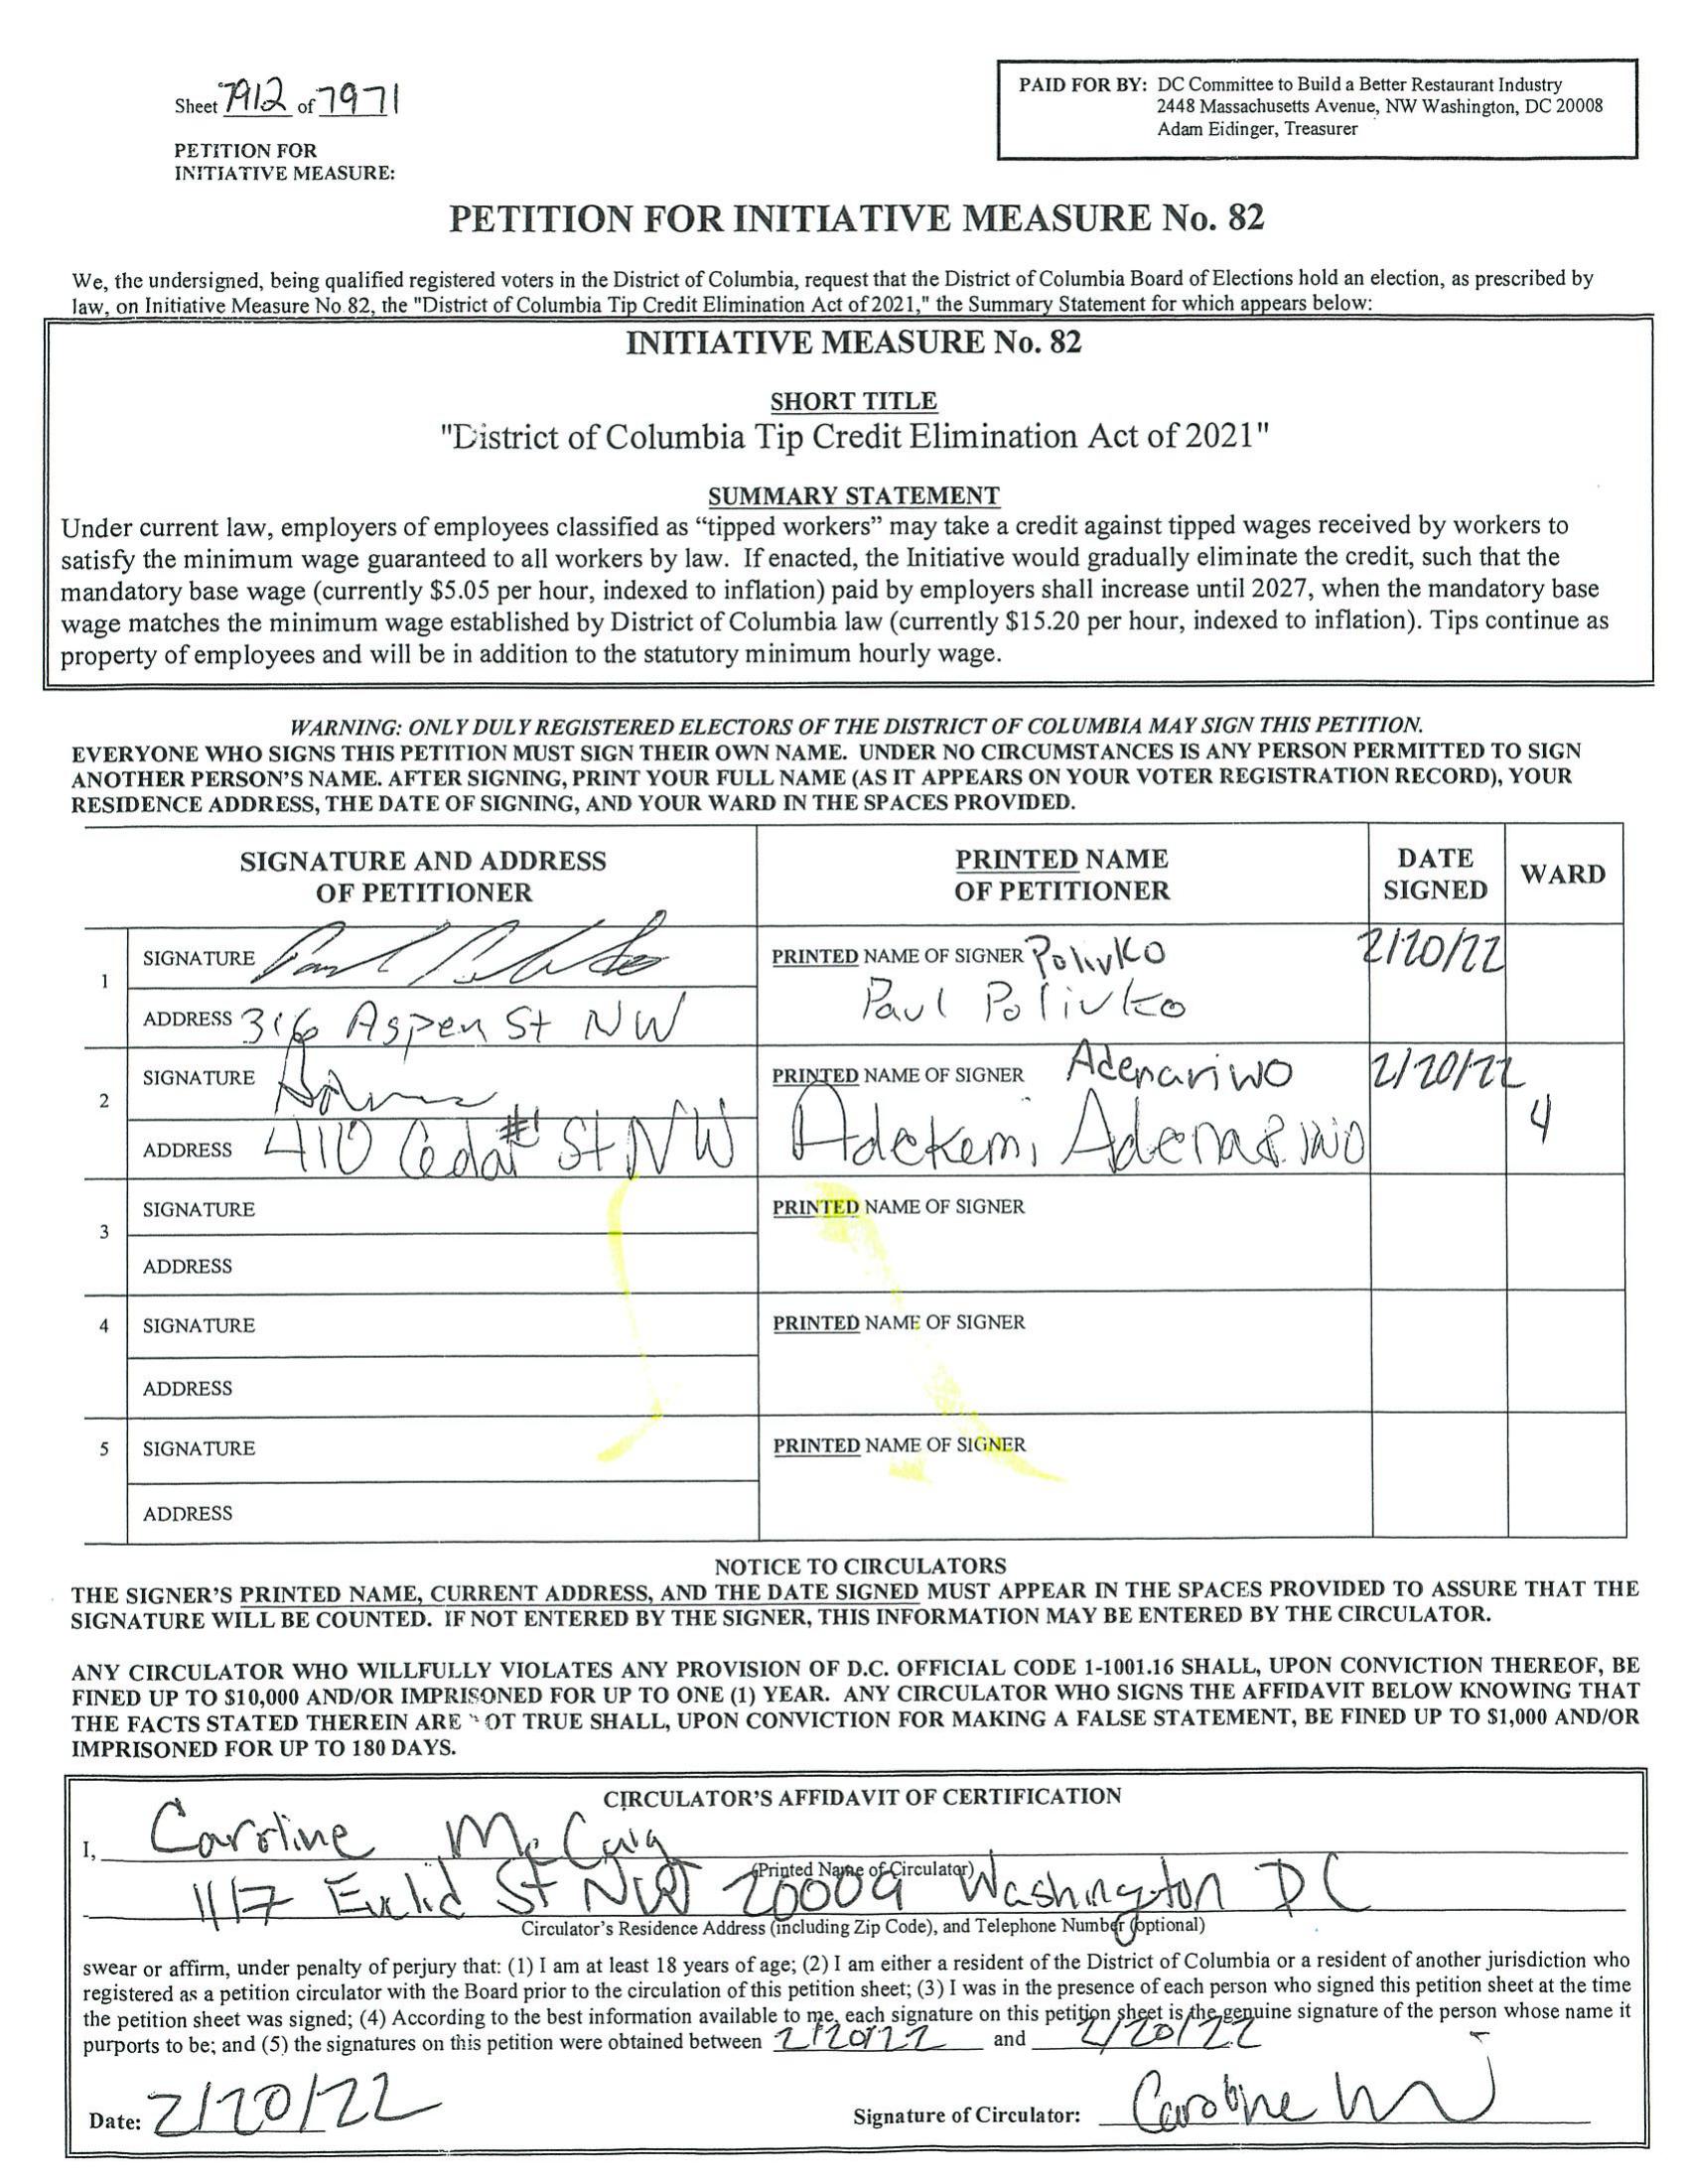 Sheet 7912 of 7971
PAID FOR BY: DC Committee to Build a Better Restaurant Industry
2448 Massachusetts Avenue, NW Washington, DC 20008
Adam Eidinger, Treasurer
PETITION FOR
INITIATIVE MEASURE:
PETITION FOR INITIATIVE MEASURE No. 82
We, the undersigned, being qualified registered voters in the District of Columbia, request that the District of Columbia Board of Elections hold an election, as prescribed by
law, on Initiative Measure No. 82, the "District of Columbia Tip Credit Elimination Act of 2021," the Summary Statement for which appears below:
INITIATIVE MEASURE No. 82
SHORT TITLE
"District of Columbia Tip Credit Elimination Act of 2021"
SUMMARY STATEMENT
Under current law, employers of employees classified as “tipped workers” may take a credit against tipped wages received by workers to
satisfy the minimum wage guaranteed to all workers by law. If enacted, the Initiative would gradually eliminate the credit, such that the
mandatory base wage (currently $5.05 per hour, indexed to inflation) paid by employers shall increase until 2027, when the mandatory base
wage matches the minimum wage established by District of Columbia law (currently $15.20 per hour, indexed to inflation). Tips continue as
property of employees and will be in addition to the statutory minimum hourly wage.
WARNING: ONLY DULY REGISTERED ELECTORS OF THE DISTRICT OF COLUMBIA MAY SIGN THIS PETITION.
EVERYONE WHO SIGNS THIS PETITION MUST SIGN THEIR OWN NAME. UNDER NO CIRCUMSTANCES IS ANY PERSON PERMITTED TO SIGN
ANOTHER PERSON'S NAME. AFTER SIGNING, PRINT YOUR FULL NAME (AS IT APPEARS ON YOUR VOTER REGISTRATION RECORD), YOUR
RESIDENCE ADDRESS, THE DATE OF SIGNING, AND YOUR WARD IN THE SPACES PROVIDED.
SIGNATURE AND ADDRESS
OF PETITIONER
PRINTED NAME
OF PETITIONER
DATE
SIGNED
WARD
1
SIGNATURE
PRINTED NAME OF SIGNER Polivko
2/20/22
ADDRESS 316 Aspen St NW
Paul Polivko
2
SIGNATURE
PRINTED NAME OF SIGNER Adenariwo
2/20/22
4
ADDRESS 410 Cedar #1 St NW
Adekemi Adenariwo
3
SIGNATURE
PRINTED NAME OF SIGNER
ADDRESS
4
SIGNATURE
PRINTED NAME OF SIGNER
ADDRESS
5
SIGNATURE
PRINTED NAME OF SIGNER
ADDRESS
NOTICE TO CIRCULATORS
THE SIGNER'S PRINTED NAME, CURRENT ADDRESS, AND THE DATE SIGNED MUST APPEAR IN THE SPACES PROVIDED TO ASSURE THAT THE
SIGNATURE WILL BE COUNTED. IF NOT ENTERED BY THE SIGNER, THIS INFORMATION MAY BE ENTERED BY THE CIRCULATOR.
ANY CIRCULATOR WHO WILLFULLY VIOLATES ANY PROVISION OF D.C. OFFICIAL CODE 1-1001.16 SHALL, UPON CONVICTION THEREOF, BE
FINED UP TO $10,000 AND/OR IMPRISONED FOR UP TO ONE (1) YEAR. ANY CIRCULATOR WHO SIGNS THE AFFIDAVIT BELOW KNOWING THAT
THE FACTS STATED THEREIN ARE OT TRUE SHALL, UPON CONVICTION FOR MAKING A FALSE STATEMENT, BE FINED UP TO $1,000 AND/OR
IMPRISONED FOR UP TO 180 DAYS.
CIRCULATOR'S AFFIDAVIT OF CERTIFICATION
I, Caroline McCaig
(Printed Name of Circulator)
1117 Euclid St NW 20009 Washington DC
Circulator's Residence Address (including Zip Code), and Telephone Number (optional)
swear or affirm, under penalty of perjury that: (1) I am at least 18 years of age; (2) I am either a resident of the District of Columbia or a resident of another jurisdiction who
registered as a petition circulator with the Board prior to the circulation of this petition sheet; (3) I was in the presence of each person who signed this petition sheet at the time
the petition sheet was signed; (4) According to the best information available to me, each signature on this petition sheet is the genuine signature of the person whose name it
purports to be; and (5) the signatures on this petition were obtained between 2/20/22 and 2/20/22
Date: 2/20/22
Signature of Circulator: Caroline